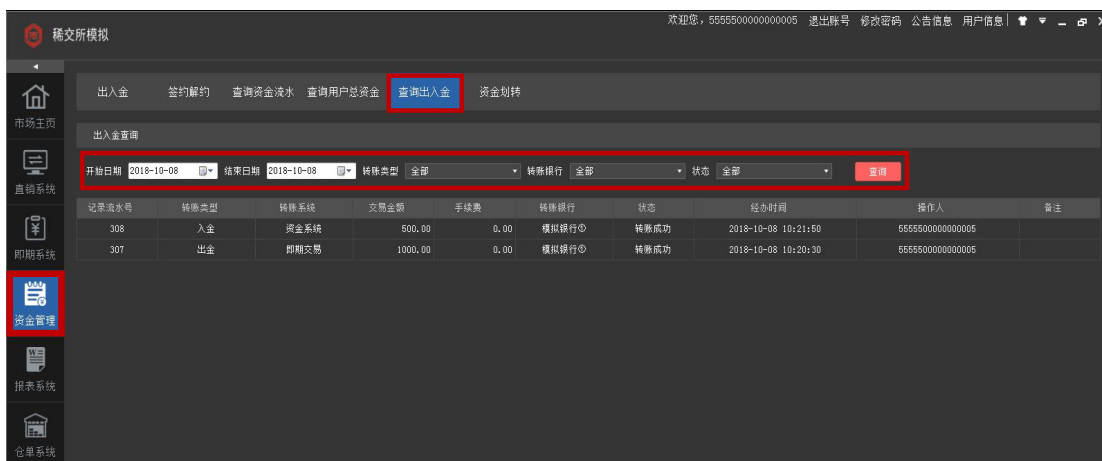 欢迎您，5555500000000005 退出账号 修改密码 公告信息 用户信息
稀交所模拟
出入金 签约解约 查询资金流水 查询用户总资金 查询出入金 资金划转
市场主页
出入金查询
开始日期 2018-10-08 结束日期 2018-10-08 转账类型 全部 转账银行 全部 状态 全部 查询
直销系统
记录流水号 转账类型 转账系统 交易金额 手续费 转账银行 状态 经办时间 操作人 备注
308 入金 资金系统 500.00 0.00 模拟银行① 转账成功 2018-10-08 10:21:50 5555500000000005
307 出金 即期交易 1000.00 0.00 模拟银行① 转账成功 2018-10-08 10:20:30 5555500000000005
即期系统
资金管理
报表系统
仓单系统